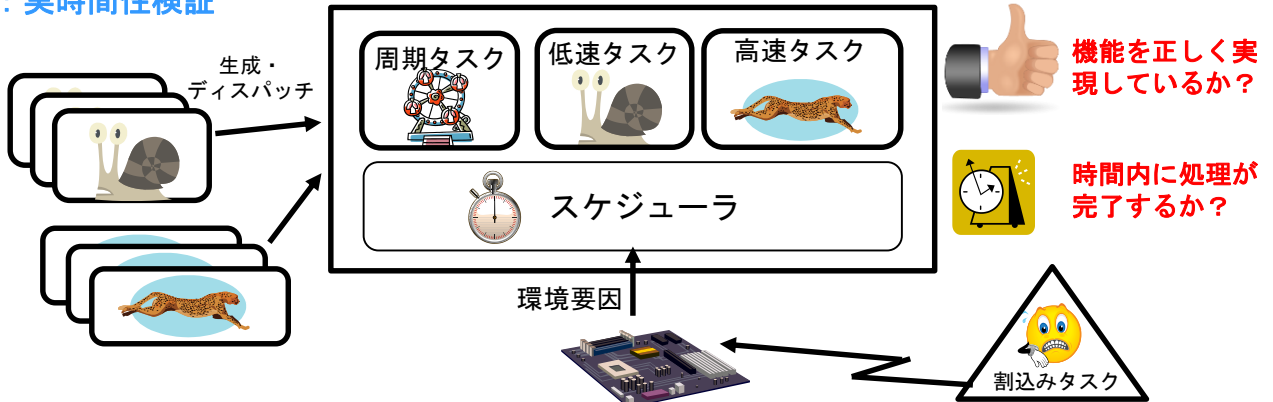 ：実時間性検証
周期タスク
低速タスク
高速タスク
機能を正しく実
現しているか？
生成・
ディスパッチ
スケジューラ
時間内に処理が
完了するか？
環境要因
割込みタスク